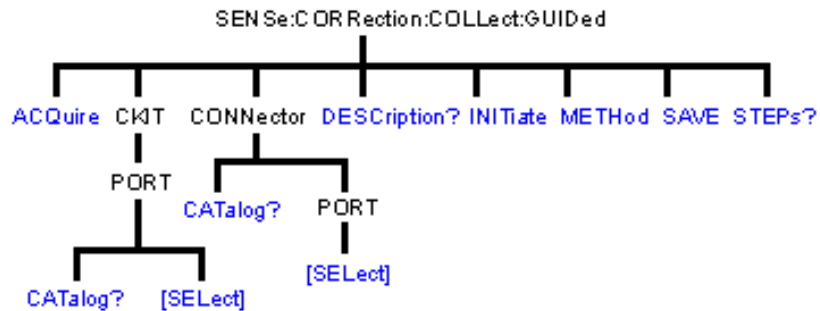 SENSe:CORRection:COLLect:GUIDed
ACQuire CKIT CONNector DESCription? INITiate METHod SAVE STEPs?
PORT
CATalog? PORT
[SELect]
CATalog? [SELect]